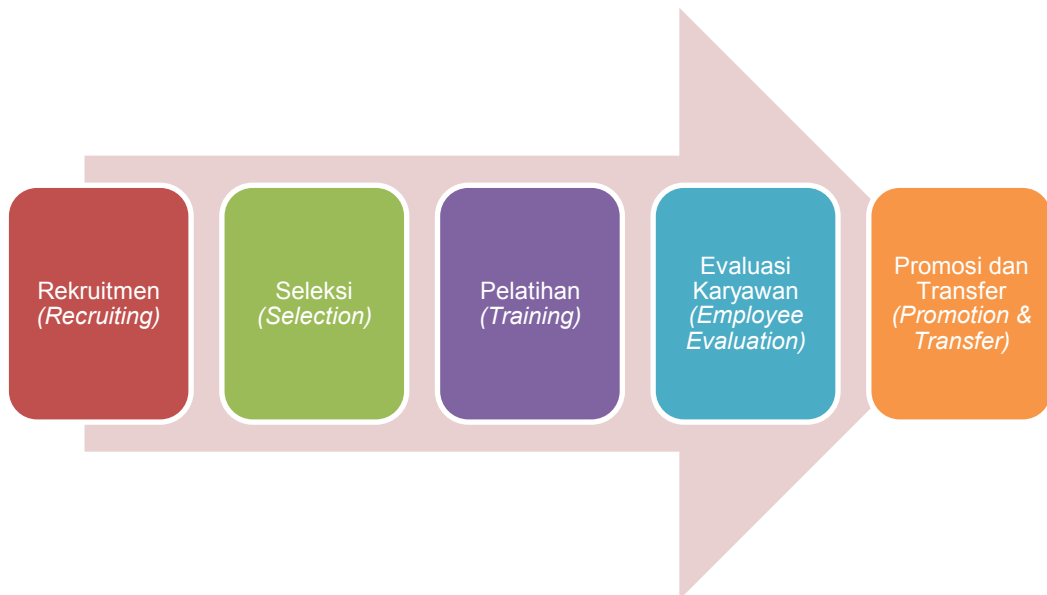 Rekruitmen
(Recruiting)
Seleksi
(Selection)
Pelatihan
(Training)
Evaluasi
Karyawan
(Employee
Evaluation)
Promosi dan
Transfer
(Promotion &
Transfer)